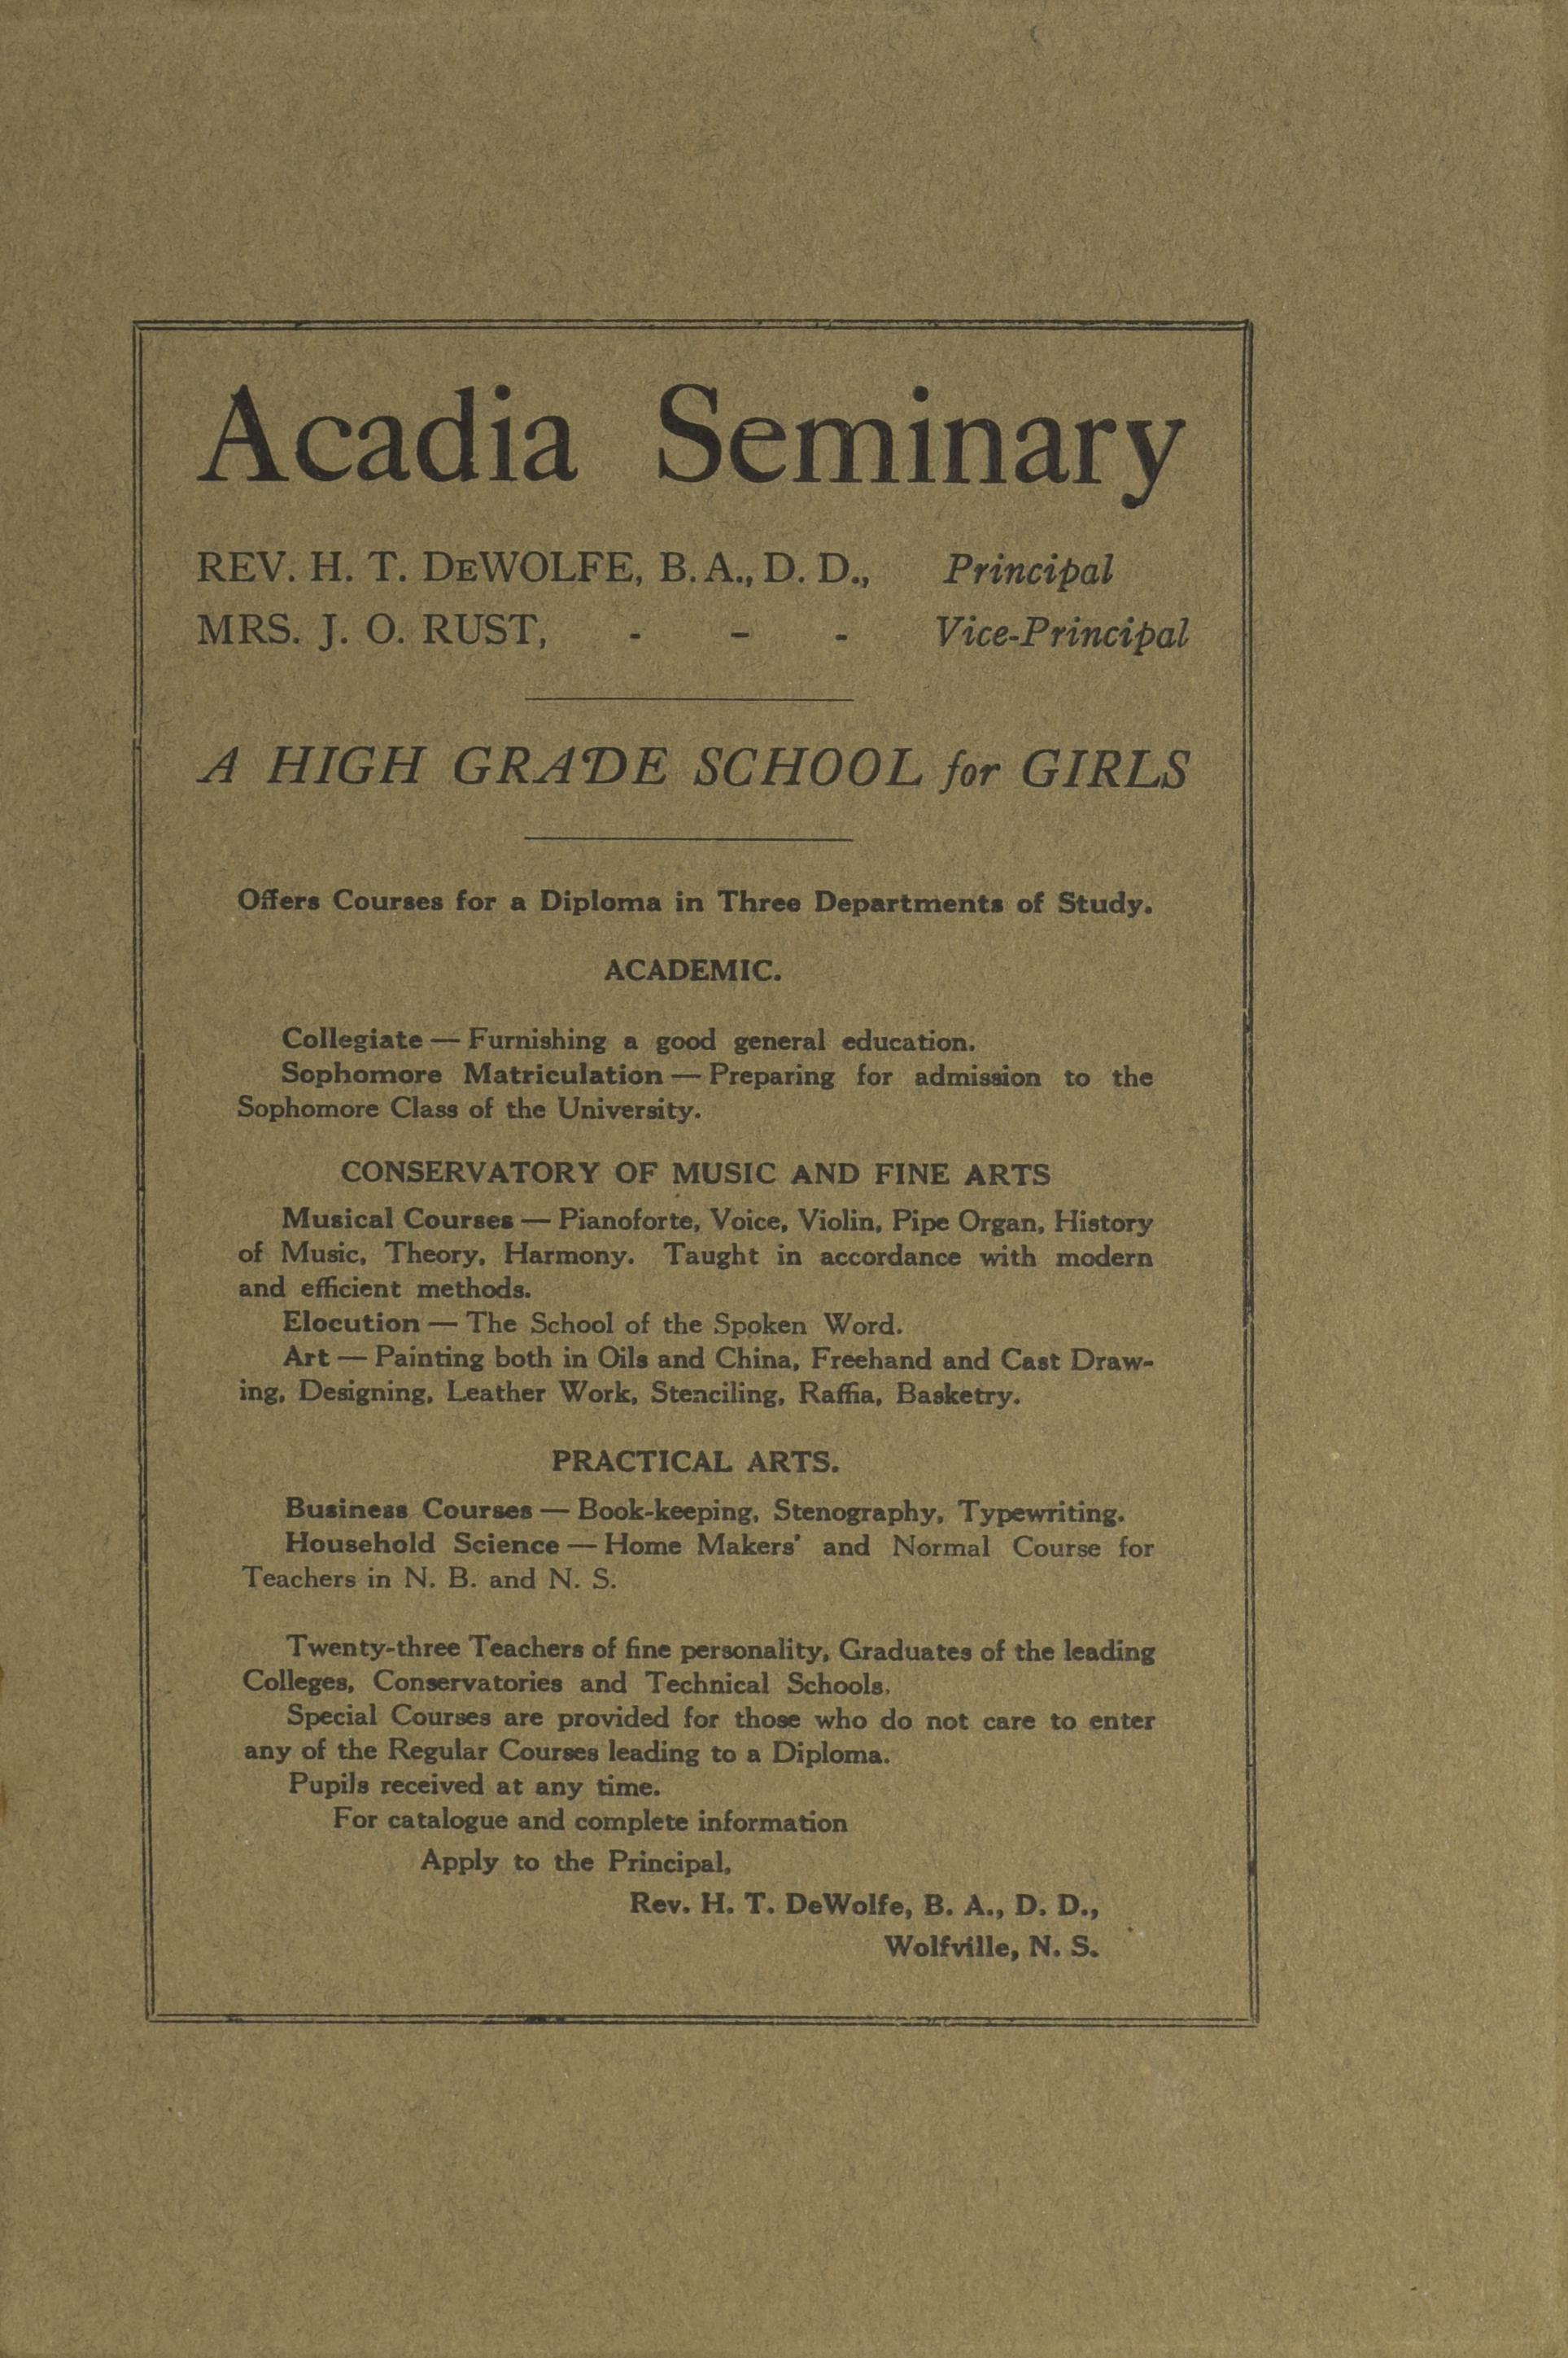 Acadia Seminary
REV. H. T. DEWOLFE, B. A., D. D., Principal
MRS. J. O. RUST, - - - Vice-Principal
A HIGH GRADE SCHOOL for GIRLS
Offers Courses for a Diploma in Three Departments of Study.
ACADEMIC.
Collegiate — Furnishing a good general education.
Sophomore Matriculation — Preparing for admission to the
Sophomore Class of the University.
CONSERVATORY OF MUSIC AND FINE ARTS
Musical Courses — Pianoforte, Voice, Violin, Pipe Organ, History
of Music, Theory, Harmony. Taught in accordance with modern
and efficient methods.
Elocution — The School of the Spoken Word.
Art — Painting both in Oils and China, Freehand and Cast Draw-
ing, Designing, Leather Work, Stenciling, Raffia, Basketry.
PRACTICAL ARTS.
Business Courses — Book-keeping, Stenography, Typewriting.
Household Science — Home Makers' and Normal Course for
Teachers in N. B. and N. S.
Twenty-three Teachers of fine personality, Graduates of the leading
Colleges, Conservatories and Technical Schools.
Special Courses are provided for those who do not care to enter
any of the Regular Courses leading to a Diploma.
Pupils received at any time.
For catalogue and complete information
Apply to the Principal,
Rev. H. T. DeWolfe, B. A., D. D.,
Wolfville, N. S.